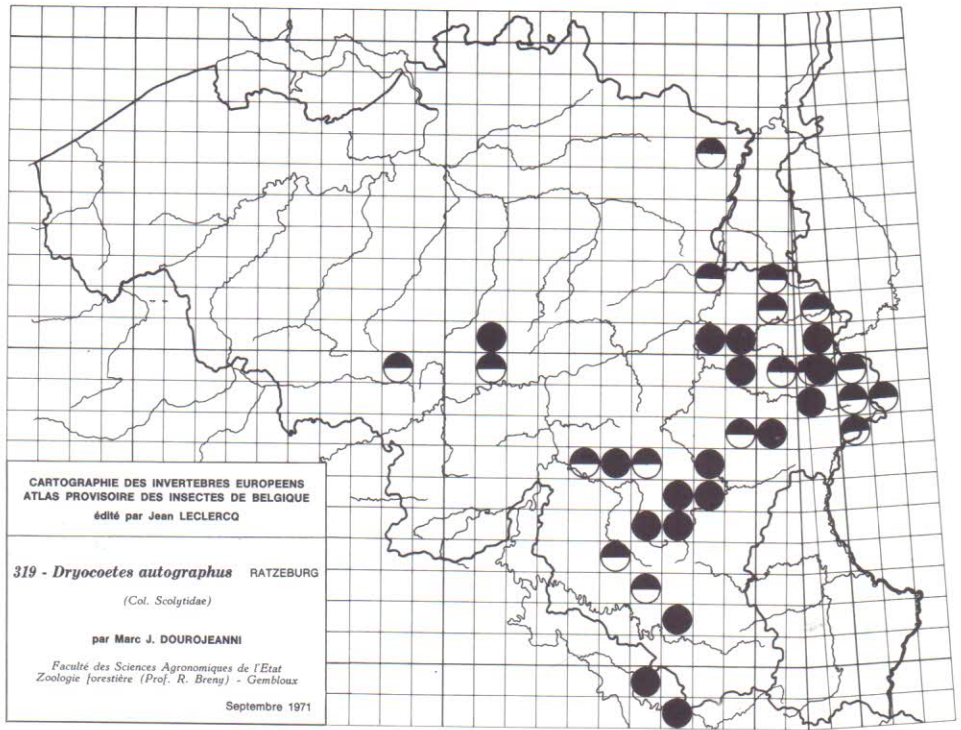 CARTOGRAPHIE DES INVERTEBRES EUROPEENS
ATLAS PROVISOIRE DES INSECTES DE BELGIQUE
édité par Jean LECLERCQ
319 - Dryocoetes autographus RATZEBURG
(Col. Scolytidae)
par Marc J. DOUROJEANNI
Faculté des Sciences Agronomiques de l'Etat
Zoologie forestière (Prof. R. Breny) - Gembloux
Septembre 1971